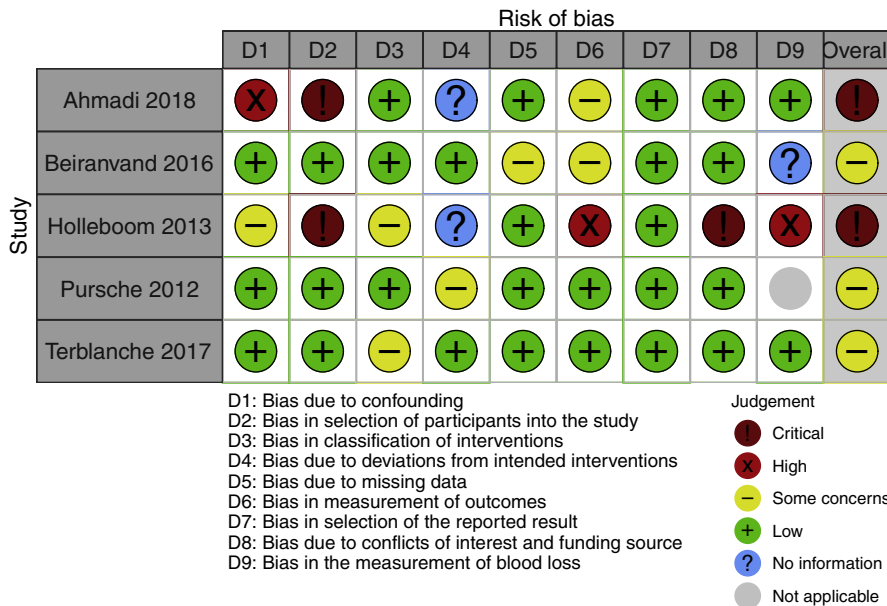 Risk of bias
D1 D2 D3 D4 D5 D6 D7 D8 D9 Overall
Study
Ahmadi 2018 X ! + ? + − + + + !
Beiranvand 2016 + + + + − − + + ? −
Holleboom 2013 − ! − ? + X + ! X !
Pursche 2012 + + + − + + + + −
Terblanche 2017 + + − + + + + + + −
D1: Bias due to confounding
D2: Bias in selection of participants into the study
D3: Bias in classification of interventions
D4: Bias due to deviations from intended interventions
D5: Bias due to missing data
D6: Bias in measurement of outcomes
D7: Bias in selection of the reported result
D8: Bias due to conflicts of interest and funding source
D9: Bias in the measurement of blood loss
Judgement
! Critical
X High
− Some concerns
+ Low
? No information
Not applicable